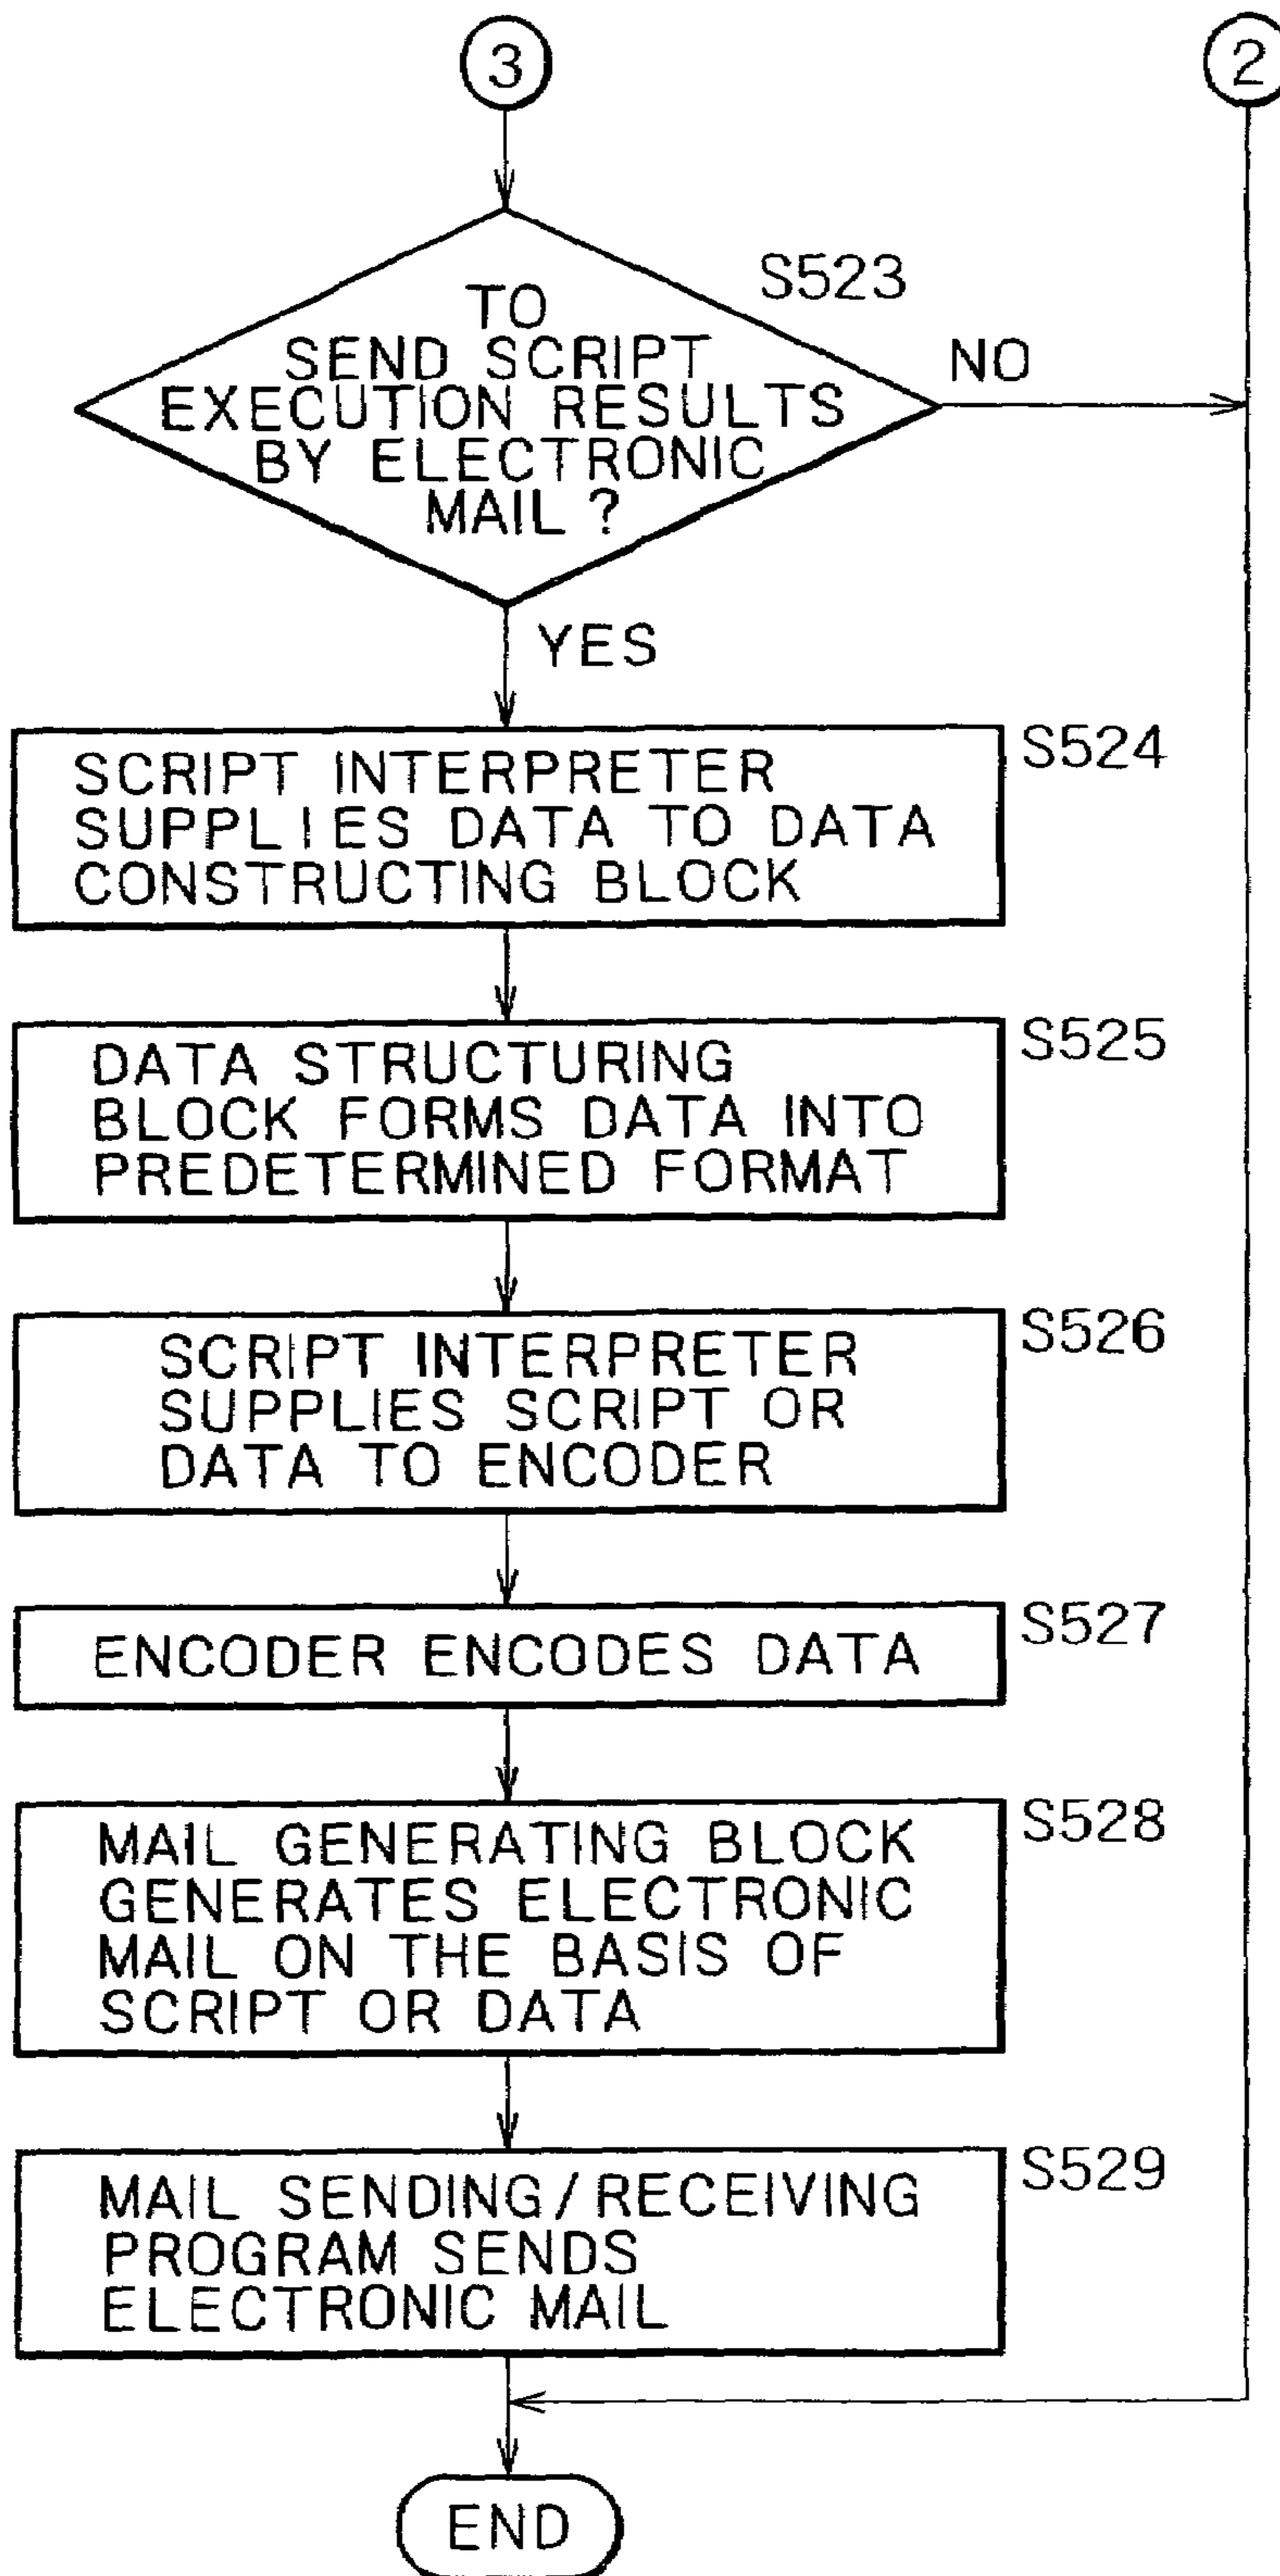 3
2
S523
TO
SEND SCRIPT
EXECUTION RESULTS
BY ELECTRONIC
MAIL ?
NO
YES
S524
SCRIPT INTERPRETER
SUPPLIES DATA TO DATA
CONSTRUCTING BLOCK
S525
DATA STRUCTURING
BLOCK FORMS DATA INTO
PREDETERMINED FORMAT
S526
SCRIPT INTERPRETER
SUPPLIES SCRIPT OR
DATA TO ENCODER
S527
ENCODER ENCODES DATA
S528
MAIL GENERATING BLOCK
GENERATES ELECTRONIC
MAIL ON THE BASIS OF
SCRIPT OR DATA
S529
MAIL SENDING/RECEIVING
PROGRAM SENDS
ELECTRONIC MAIL
END